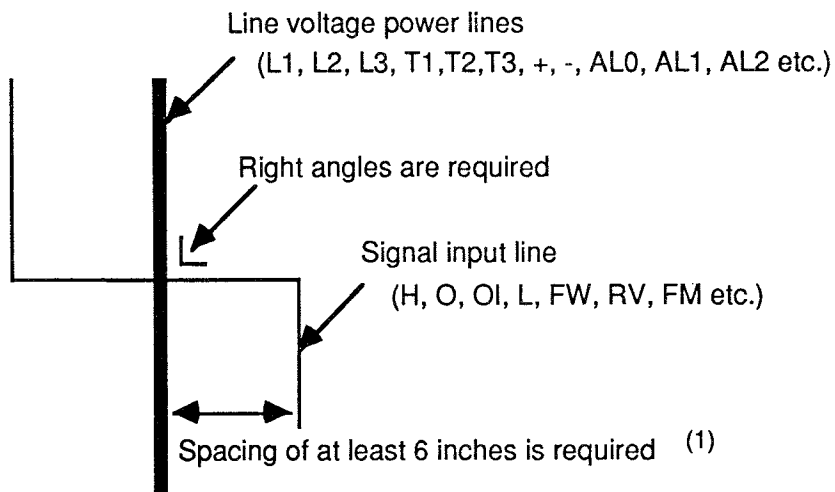 Line voltage power lines
(L1, L2, L3, T1,T2,T3, +, -, AL0, AL1, AL2 etc.)
Right angles are required
Signal input line
(H, O, OI, L, FW, RV, FM etc.)
Spacing of at least 6 inches is required (1)